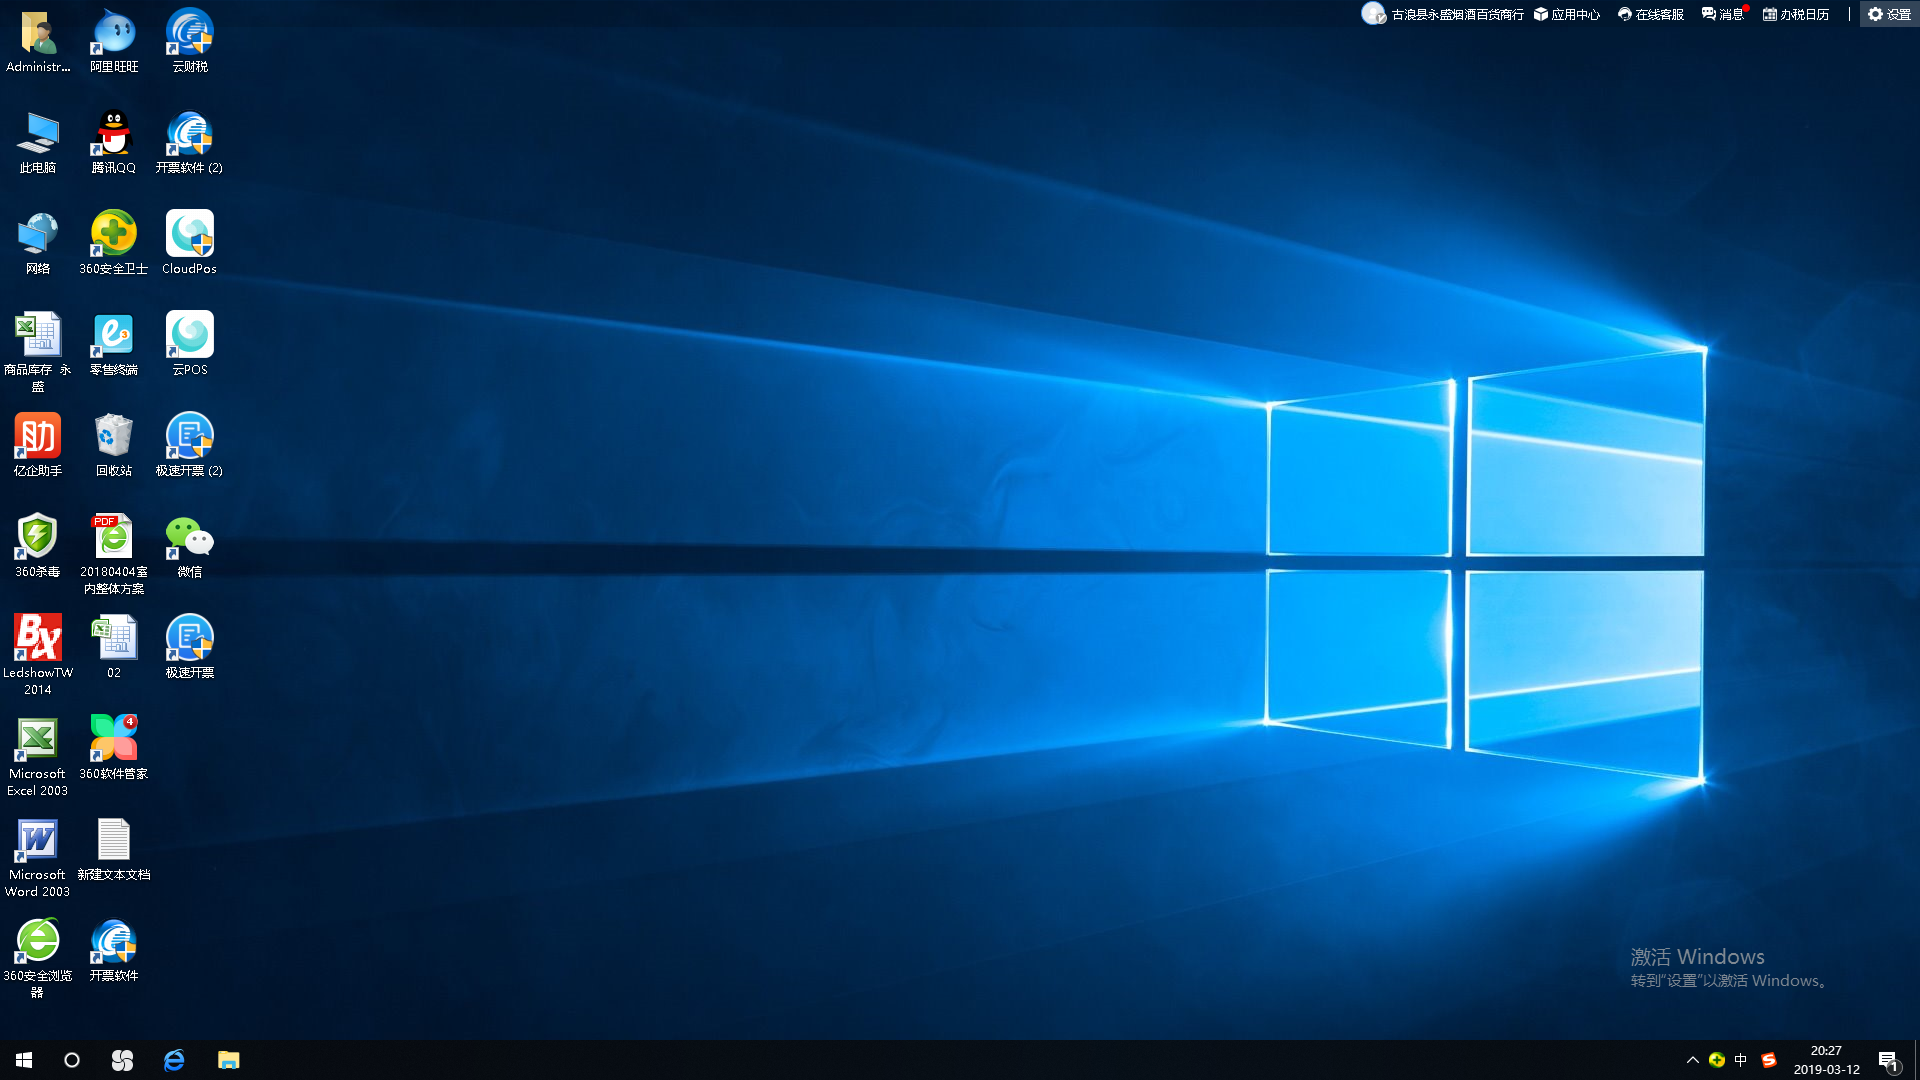 古浪县永盛烟酒百货商行 应用中心 在线客服 消息 办税日历 | 设置
Administr...
阿里旺旺
云财税
此电脑
腾讯QQ
开票软件 (2)
网络
360安全卫士
CloudPos
商品库存 永
盛
零售终端
云POS
助
亿企助手
回收站
极速开票 (2)
360杀毒
PDF
20180404室
内整体方案
微信
BX
LedshowTW
2014
02
极速开票
Microsoft
Excel 2003
4
360软件管家
Microsoft
Word 2003
新建文本文档
360安全浏览
器
开票软件
激活 Windows
转到"设置"以激活 Windows。
中
20:27
2019-03-12
1